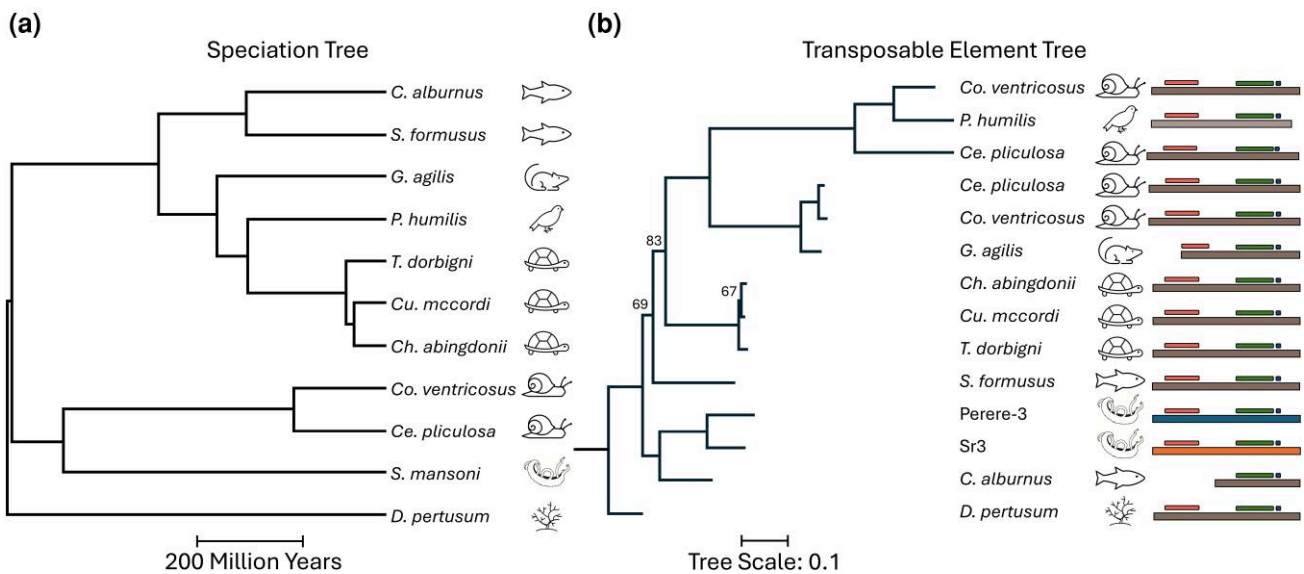 (a)
Speciation Tree
C. alburnus
S. formusus
G. agilis
P. humilis
T. dorbigni
Cu. mccordi
Ch. abingdonii
Co. ventricosus
Ce. pliculosa
S. mansoni
D. pertusum
200 Million Years
(b)
Transposable Element Tree
Co. ventricosus
P. humilis
Ce. pliculosa
Ce. pliculosa
Co. ventricosus
G. agilis
Ch. abingdonii
Cu. mccordi
T. dorbigni
S. formusus
Perere-3
Sr3
C. alburnus
D. pertusum
83
67
69
Tree Scale: 0.1